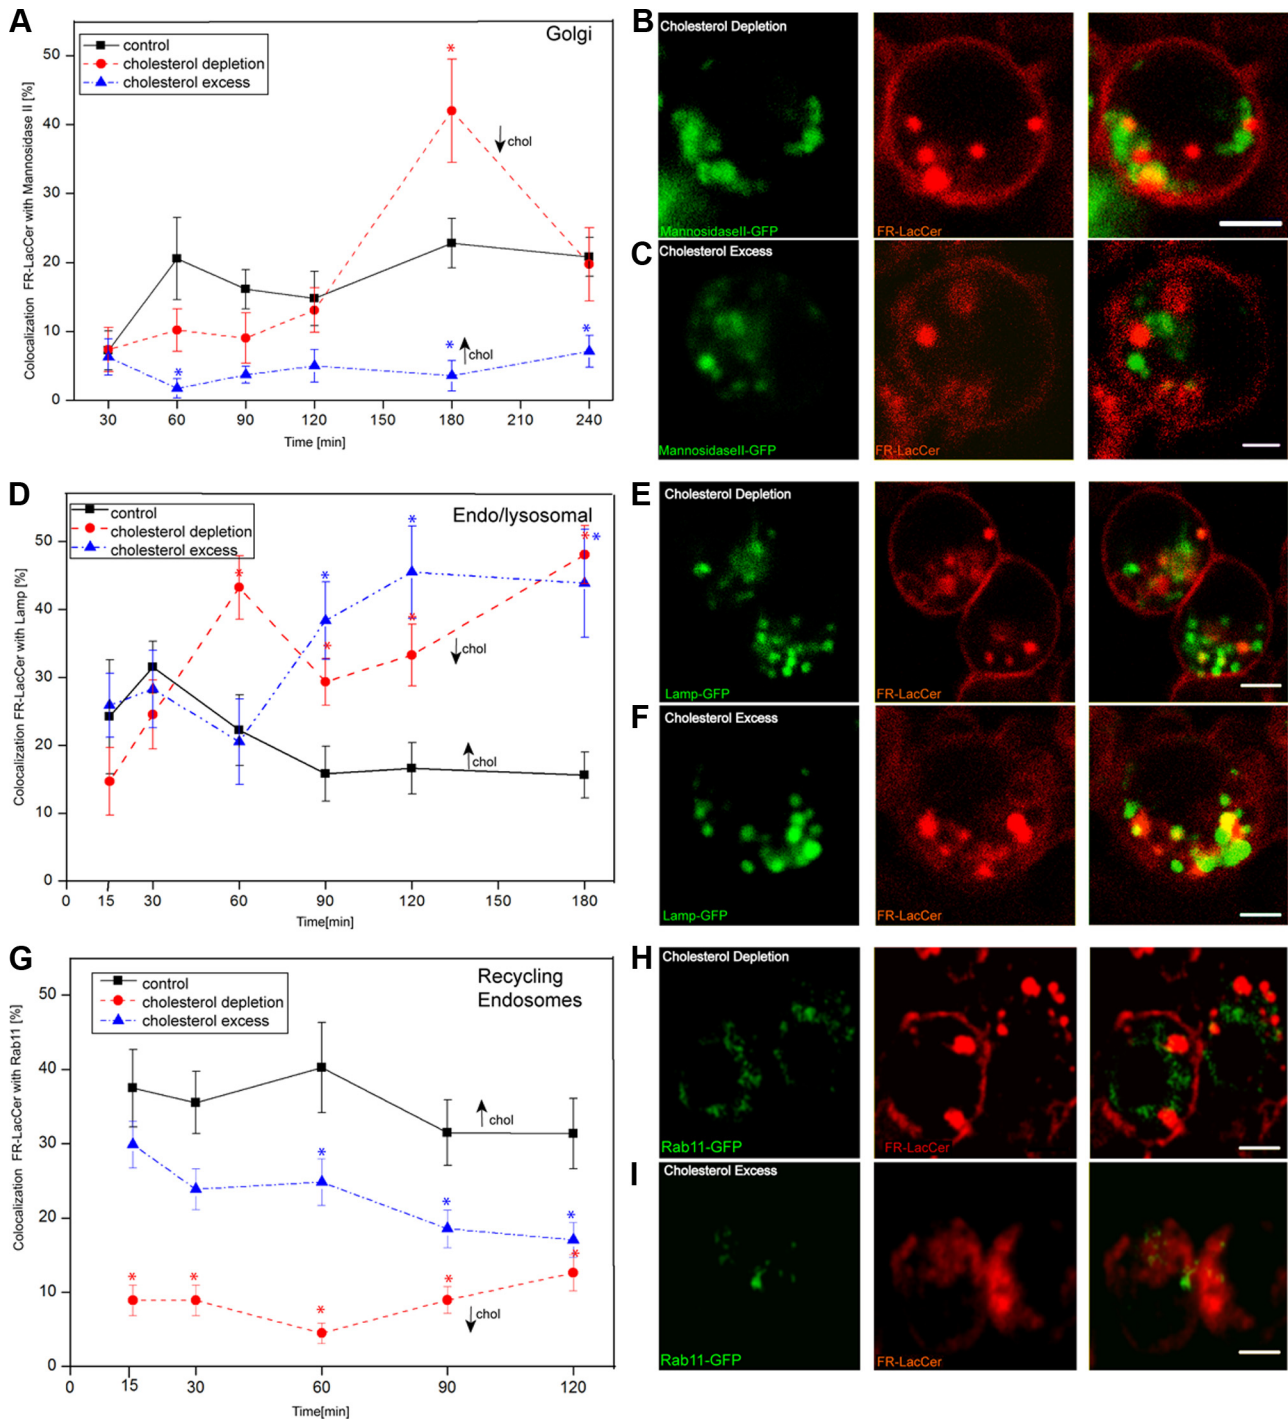 A
Golgi
control
cholesterol depletion
cholesterol excess
Colocalization FR-LacCer with Mannosidase II [%]
50
40
30
20
10
0
*
chol
*
*
*
chol
30 60 90 120 150 180 210 240
Time [min]
B
Cholesterol Depletion
MannosidaseII-GFP
FR-LacCer
C
Cholesterol Excess
MannosidaseII-GFP
FR-LacCer
D
Endo/lysosomal
control
cholesterol depletion
cholesterol excess
Colocalization FR-LacCer with Lamp [%]
50
40
30
20
10
0
*
*
*
*
*
*
*
chol
chol
0 15 30 60 90 120 150 180
Time[min]
E
Cholesterol Depletion
Lamp-GFP
FR-LacCer
F
Cholesterol Excess
Lamp-GFP
FR-LacCer
G
Recycling
Endosomes
control
cholesterol depletion
cholesterol excess
Colocalization FR-LacCer with Rab11 [%]
50
40
30
20
10
0
chol
*
*
*
*
*
*
*
*
chol
0 15 30 60 90 120
Time[min]
H
Cholesterol Depletion
Rab11-GFP
FR-LacCer
I
Cholesterol Excess
Rab11-GFP
FR-LacCer